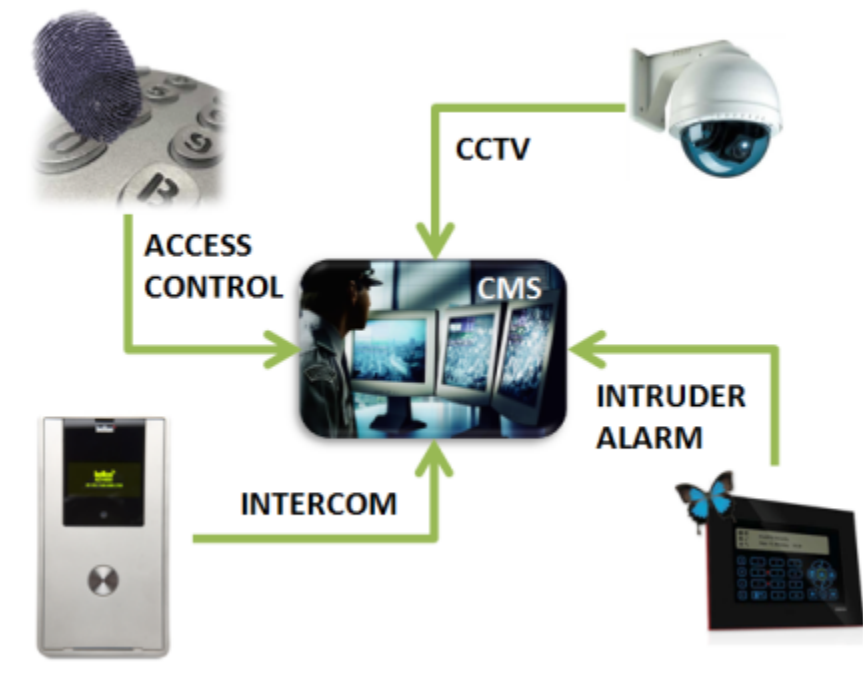 CCTV
ACCESS
CONTROL
CMS
INTRUDER
ALARM
INTERCOM